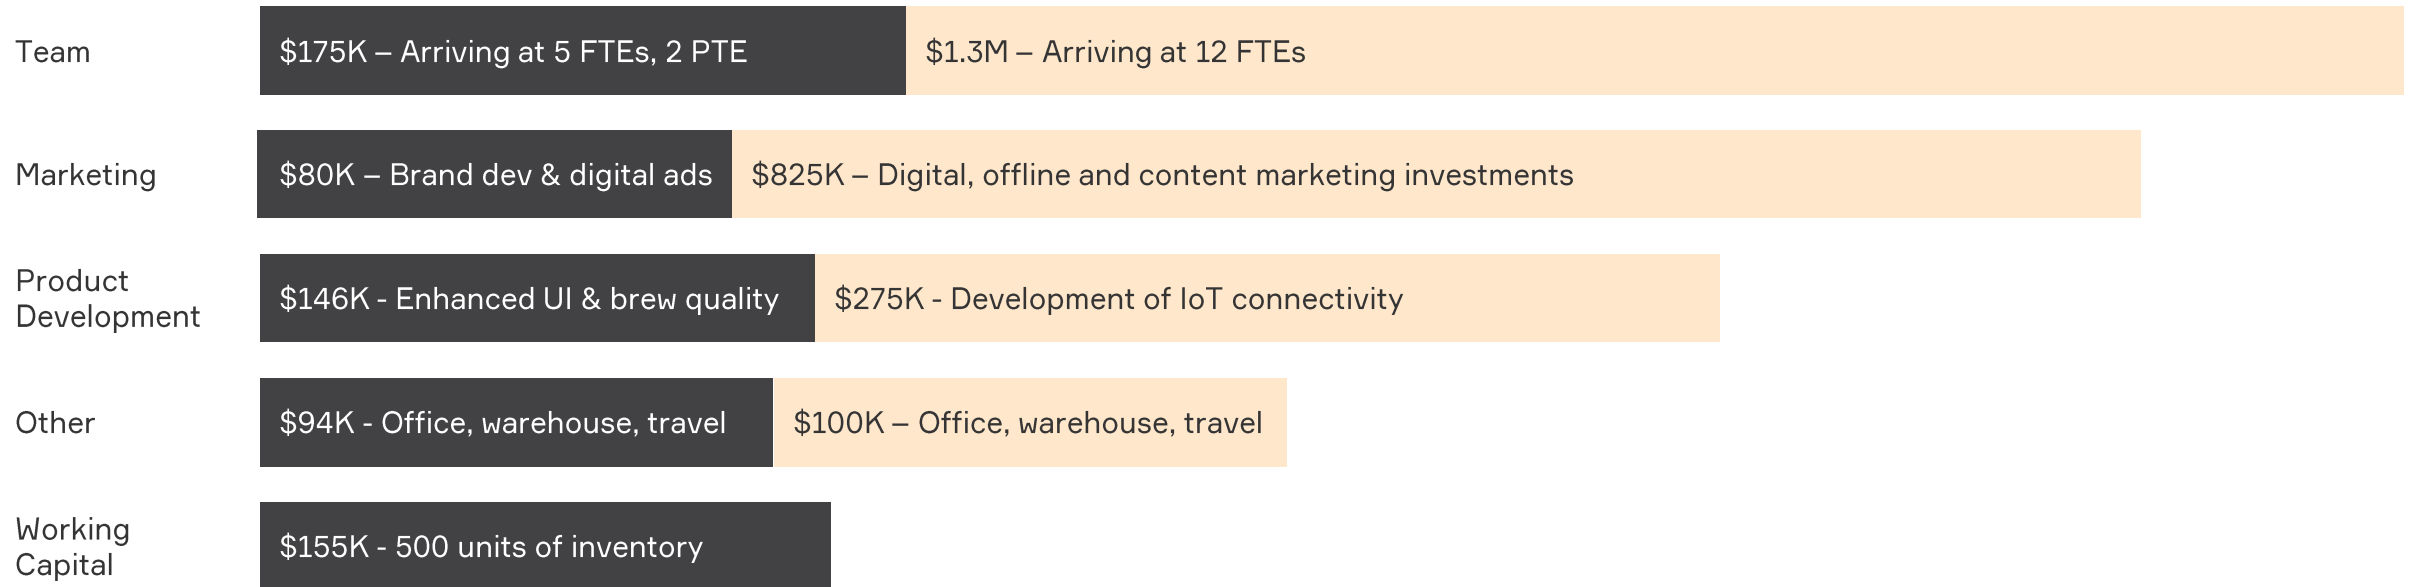 Team
$175K – Arriving at 5 FTEs, 2 PTE
$1.3M – Arriving at 12 FTEs
Marketing
$80K – Brand dev & digital ads
$825K – Digital, offline and content marketing investments
Product
Development
$146K - Enhanced UI & brew quality
$275K - Development of IoT connectivity
Other
$94K - Office, warehouse, travel
$100K – Office, warehouse, travel
Working
Capital
$155K - 500 units of inventory